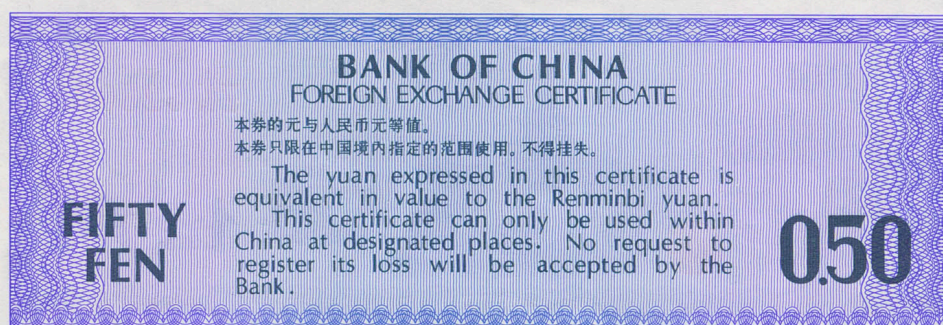 BANK OF CHINA
FOREIGN EXCHANGE CERTIFICATE
本券的元与人民币元等值。
本券只限在中国境内指定的范围使用。不得挂失。
The yuan expressed in this certificate is
equivalent in value to the Renminbi yuan.
This certificate can only be used within
China at designated places. No request to
register its loss will be accepted by the
Bank.
FIFTY
FEN
0.50